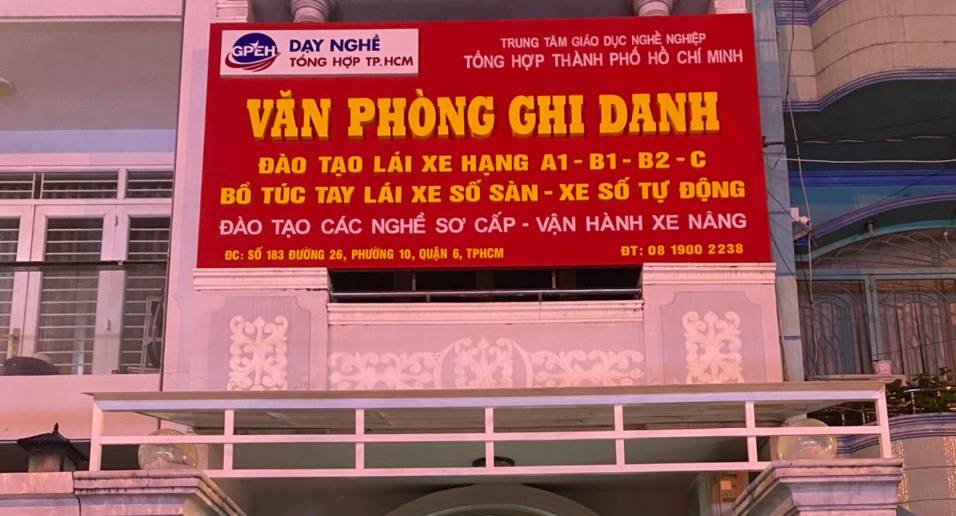 GPEH
DẠY NGHỀ
TỔNG HỢP TP.HCM
TRUNG TÂM GIÁO DỤC NGHỀ NGHIỆP
TỔNG HỢP THÀNH PHỐ HỒ CHÍ MINH
VĂN PHÒNG GHI DANH
ĐÀO TẠO LÁI XE HẠNG A1 - B1 - B2 - C
BỔ TÚC TAY LÁI XE SỐ SÀN - XE SỐ TỰ ĐỘNG
ĐÀO TẠO CÁC NGHỀ SƠ CẤP - VẬN HÀNH XE NÂNG
ĐC: SỐ 183 ĐƯỜNG 26, PHƯỜNG 10, QUẬN 6, TPHCM
ĐT: 08 1900 2238